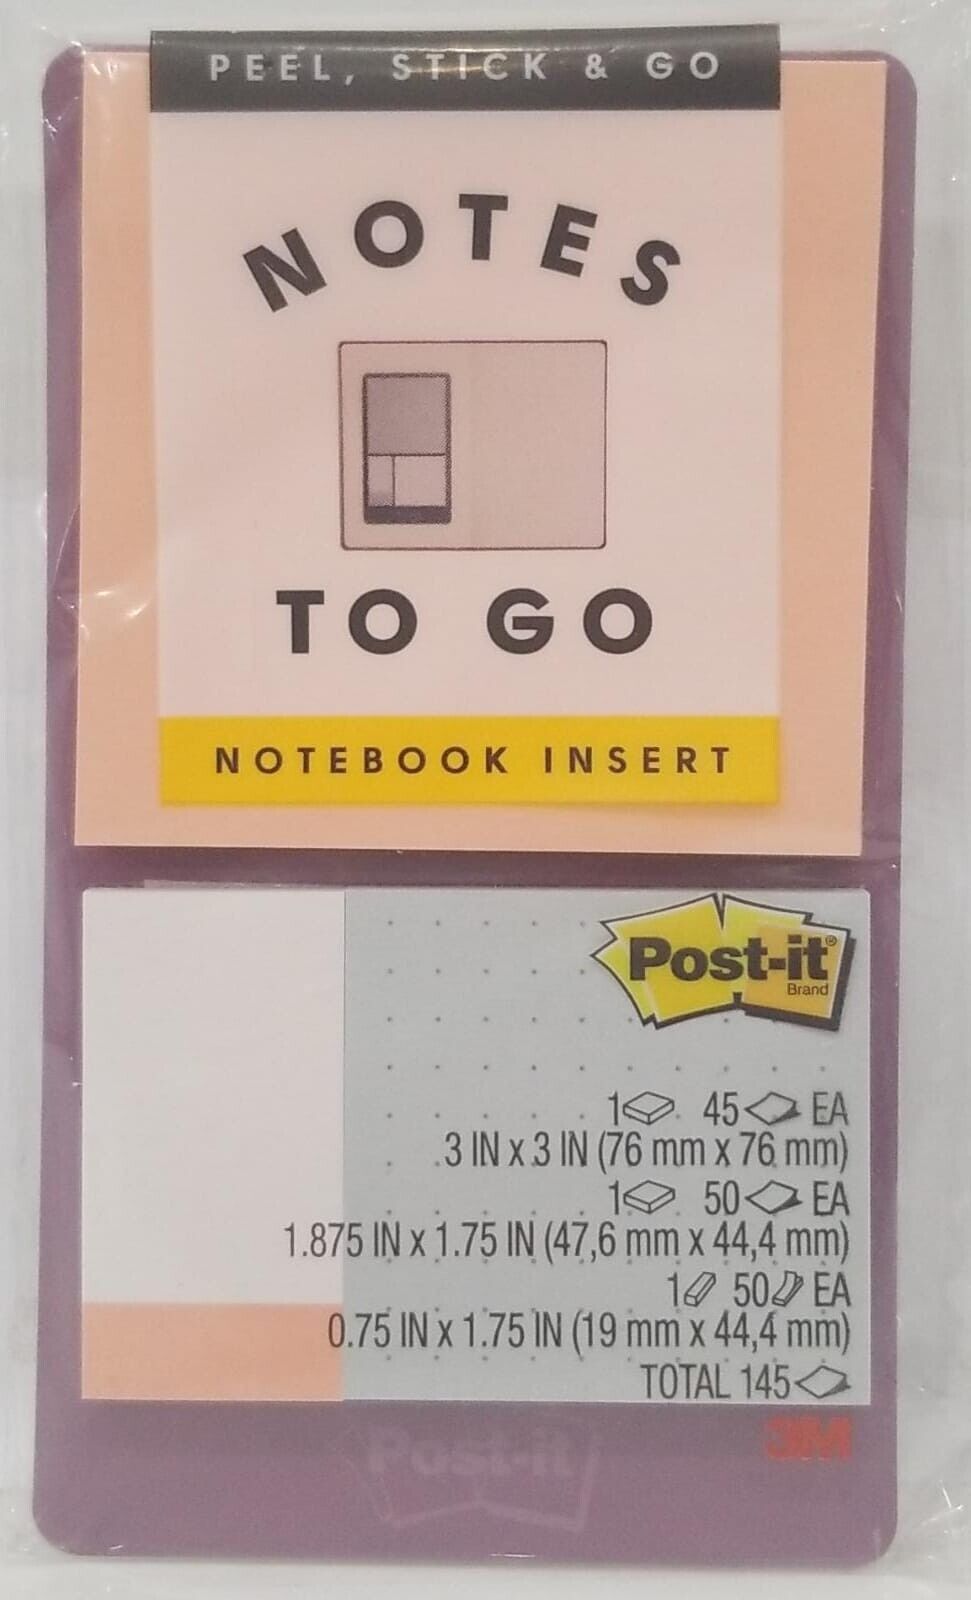 PEEL, STICK & GO
NOTES
TO GO
NOTEBOOK INSERT
Post-it®
Brand
1 45 EA
3 IN x 3 IN (76 mm x 76 mm)
1 50 EA
1.875 IN x 1.75 IN (47,6 mm x 44,4 mm)
1 50 EA
0.75 IN x 1.75 IN (19 mm x 44,4 mm)
TOTAL 145
3M
Post-it